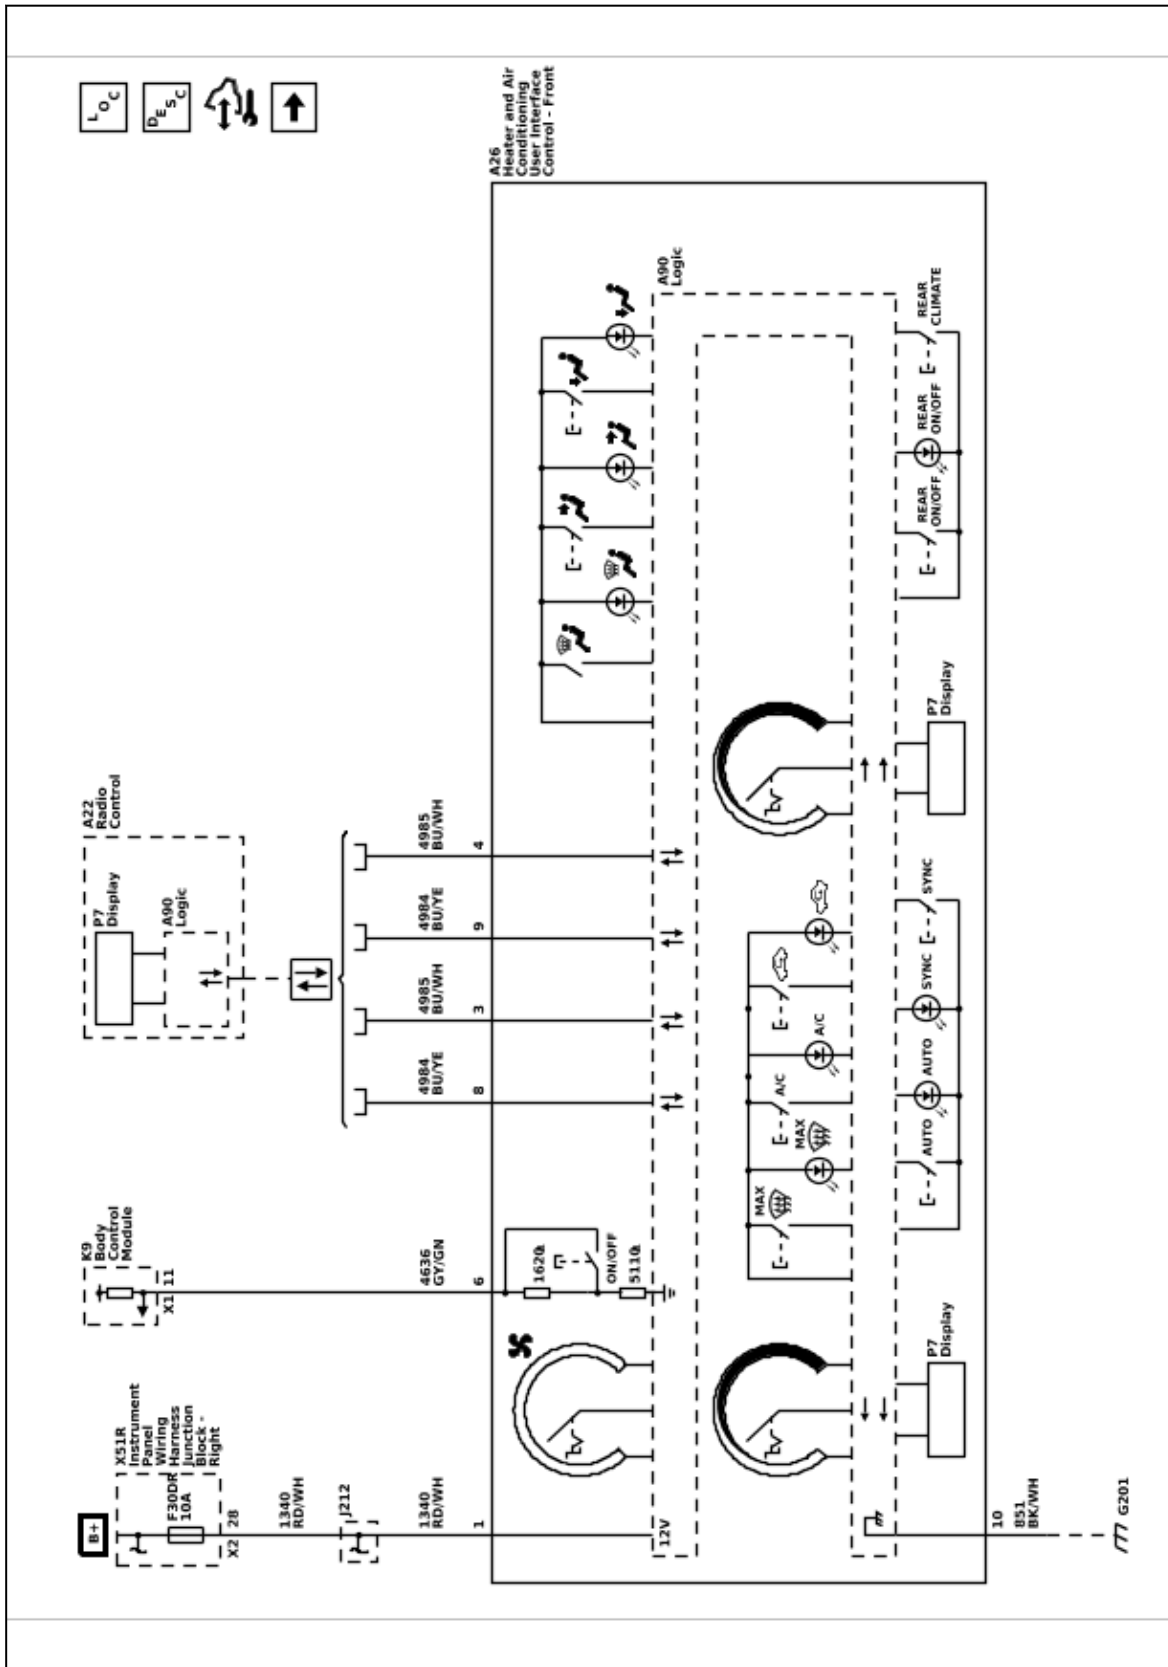 L O C
D E S C
A26
Heater and Air
Conditioning
User Interface
Control - Front
A90
Logic
A22
Radio
Control
P7
Display
A90
Logic
4985
BU/WH
4
4984
BU/YE
9
4985
BU/WH
3
4984
BU/YE
8
K9
Body
Control
Module
X1
11
4636
GY/GN
6
1620Ω
ON/OFF
511Ω
X51R
Instrument
Panel
Wiring
Harness
Junction
Block -
Right
B+
F30DR
10A
X2
28
1340
RD/WH
J212
1340
RD/WH
1
12V
MAX
MAX
A/C
A/C
REAR
CLIMATE
REAR
ON/OFF
REAR
ON/OFF
P7
Display
SYNC
SYNC
AUTO
AUTO
P7
Display
10
851
BK/WH
G201